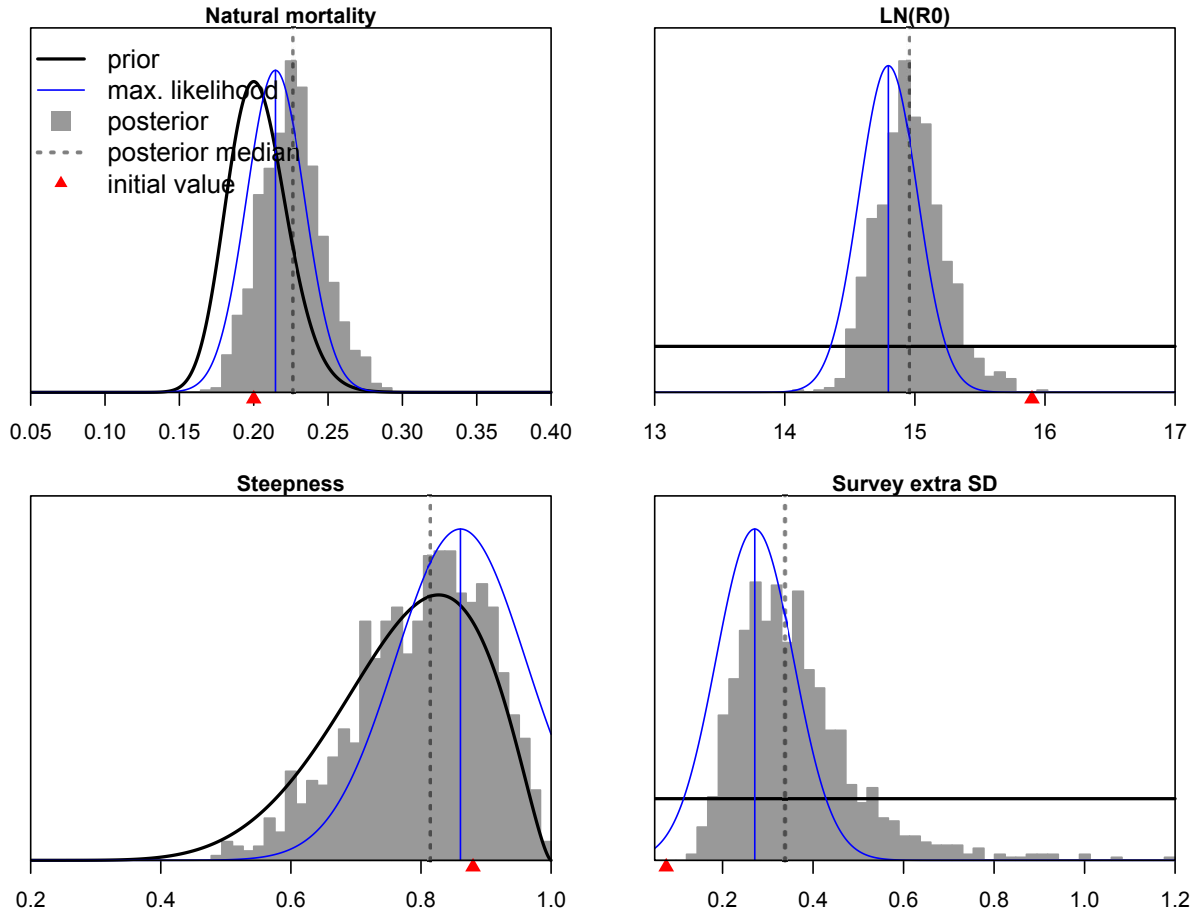 Natural mortality
prior
max. likelihood
posterior
posterior median
initial value
0.05 0.10 0.15 0.20 0.25 0.30 0.35 0.40
LN(R0)
13 14 15 16 17
Steepness
0.2 0.4 0.6 0.8 1.0
Survey extra SD
0.2 0.4 0.6 0.8 1.0 1.2